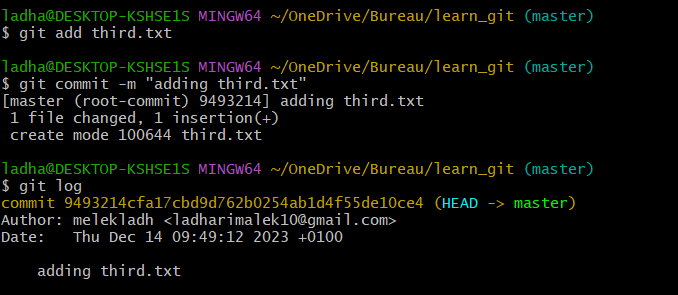 ladha@DESKTOP-KSHSE1S MINGW64 ~/OneDrive/Bureau/learn_git (master)
$ git add third.txt
ladha@DESKTOP-KSHSE1S MINGW64 ~/OneDrive/Bureau/learn_git (master)
$ git commit -m "adding third.txt"
[master (root-commit) 9493214] adding third.txt
 1 file changed, 1 insertion(+)
 create mode 100644 third.txt
ladha@DESKTOP-KSHSE1S MINGW64 ~/OneDrive/Bureau/learn_git (master)
$ git log
commit 9493214cfa17cbd9d762b0254ab1d4f55de10ce4 (HEAD -> master)
Author: melekladh <ladharimalek10@gmail.com>
Date:   Thu Dec 14 09:49:12 2023 +0100
    adding third.txt